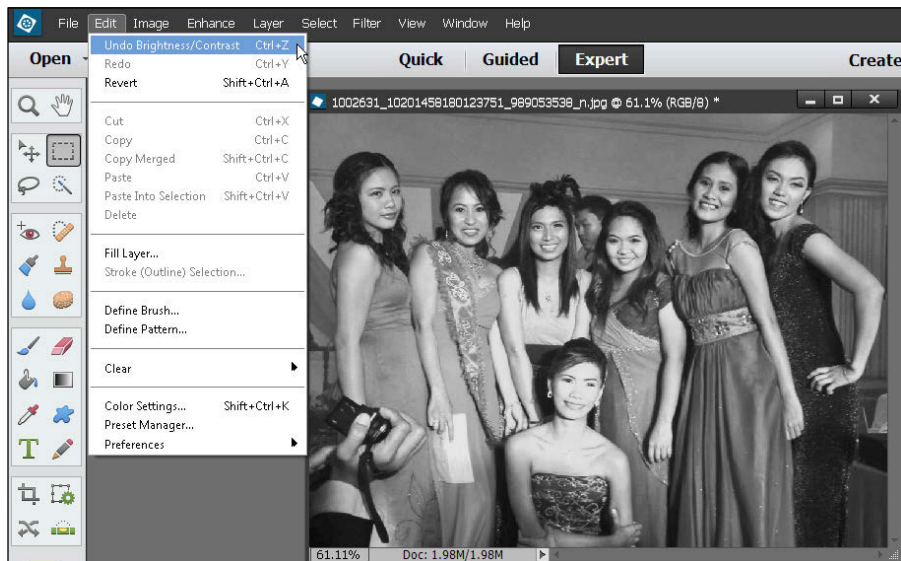 File Edit Image Enhance Layer Select Filter View Window Help
Open Quick Guided Expert Create
Undo Brightness/Contrast Ctrl+Z
Redo Ctrl+Y
Revert Shift+Ctrl+A
1002631_10201458180123751_989053538_n.jpg @ 61.1% (RGB/8) *
Cut Ctrl+X
Copy Ctrl+C
Copy Merged Shift+Ctrl+C
Paste Ctrl+V
Paste Into Selection Shift+Ctrl+V
Delete
Fill Layer...
Stroke (Outline) Selection...
Define Brush...
Define Pattern...
Clear
Color Settings... Shift+Ctrl+K
Preset Manager...
Preferences
T
61.11% Doc: 1.98M/1.98M